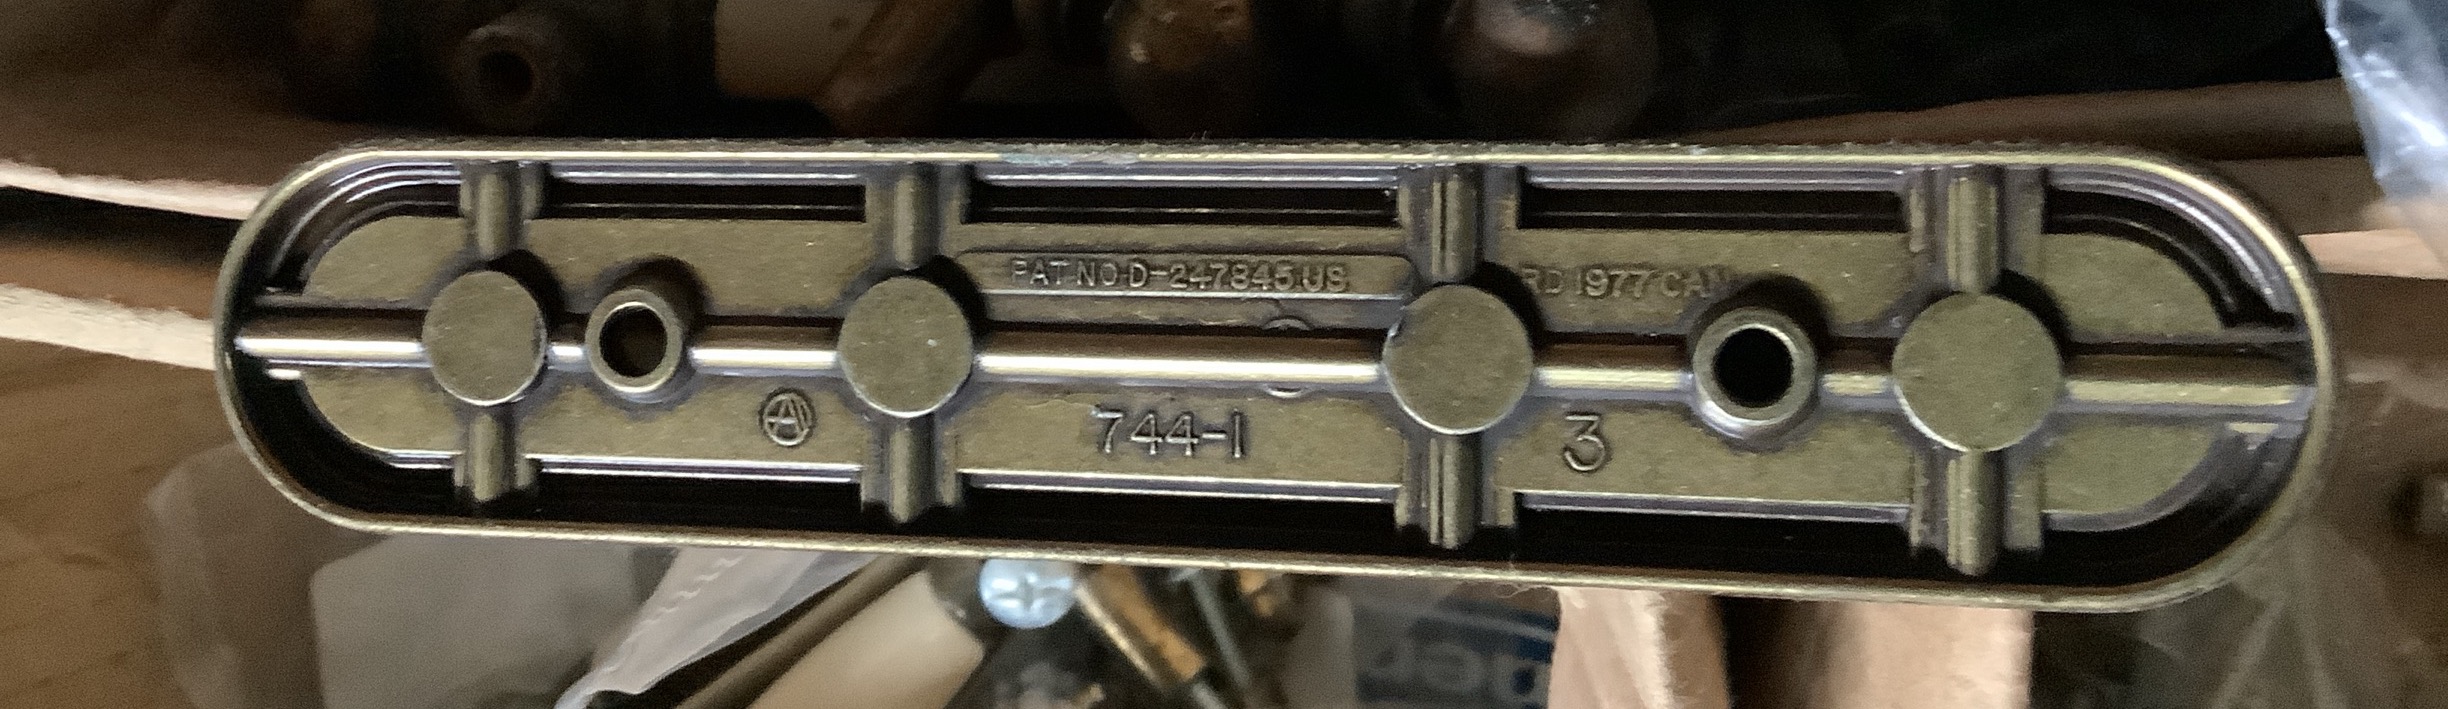 PAT NO D-247845 US
RD 1977 CAN
A
744-1
3